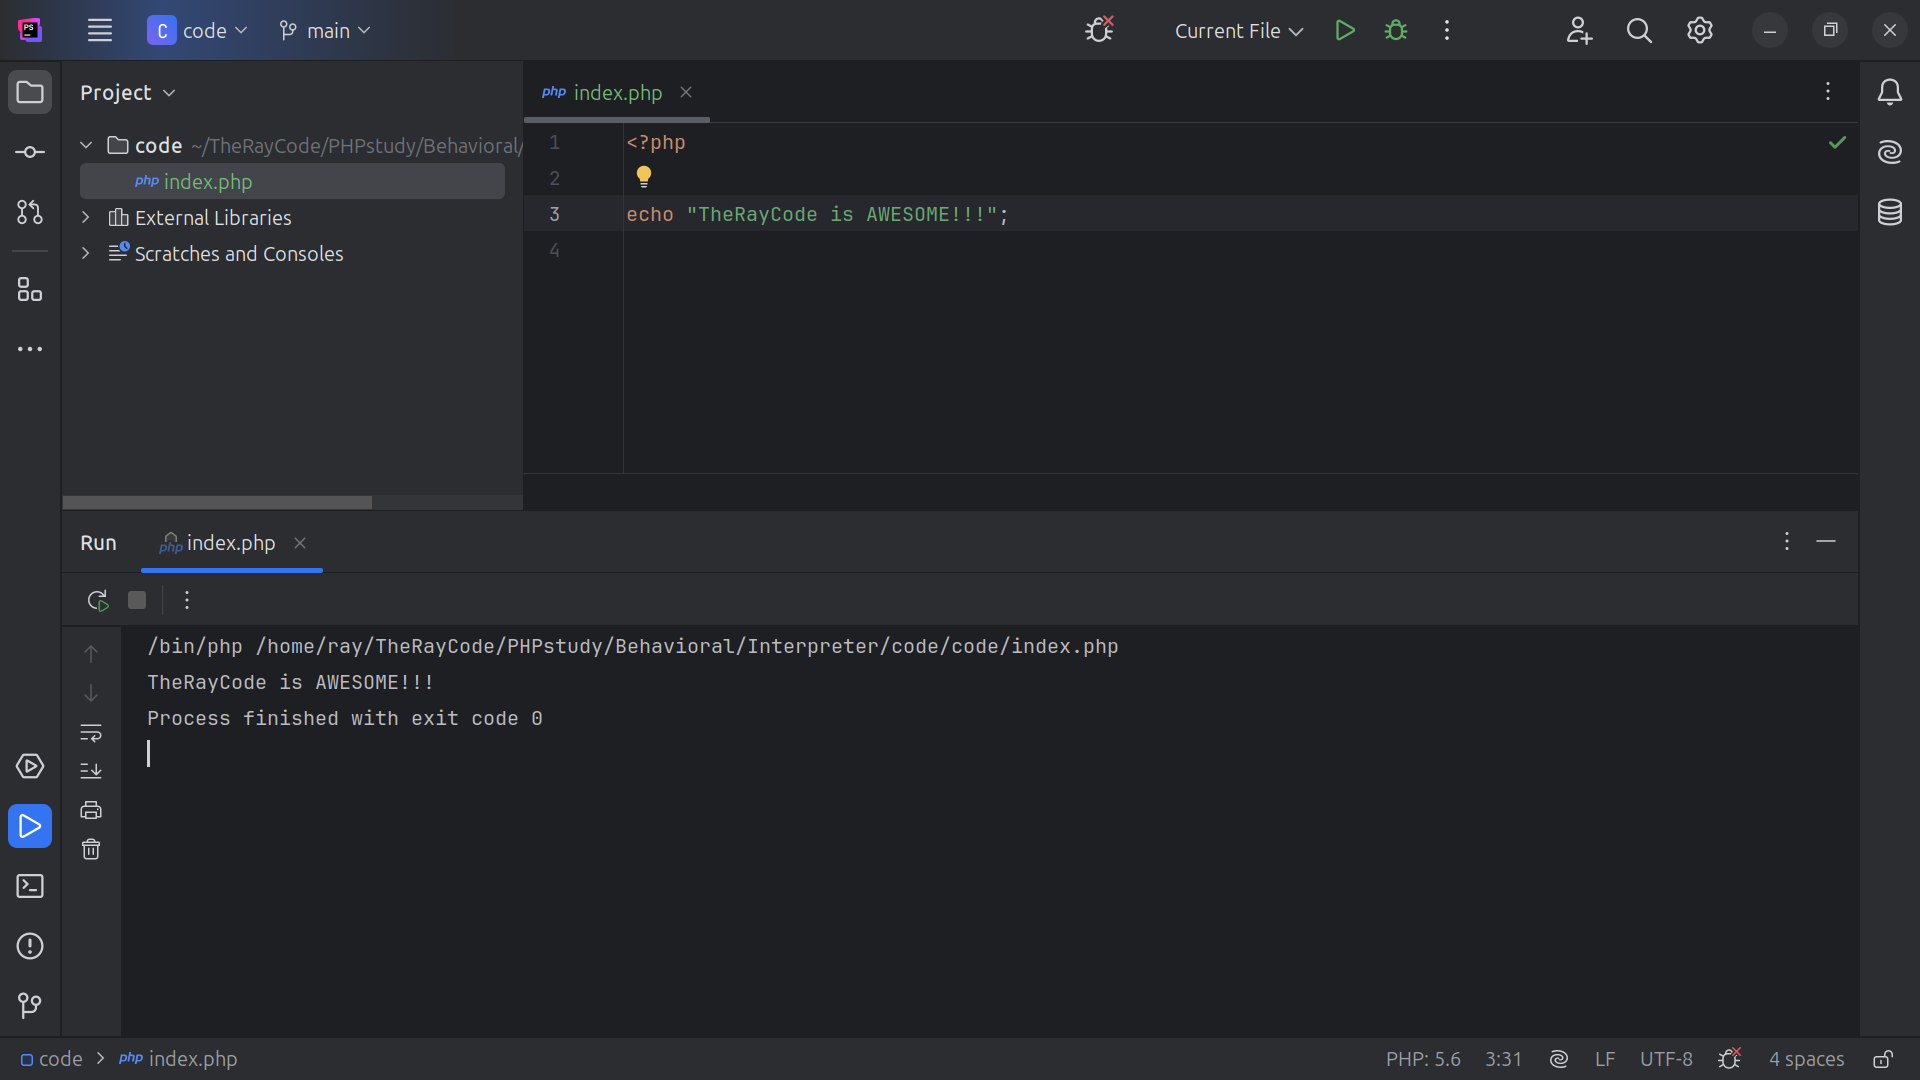 PS
C code main
Current File
Project
code ~/TheRayCode/PHPstudy/Behavioral/
php index.php
External Libraries
Scratches and Consoles
php index.php
1 <?php
2
3 echo "TheRayCode is AWESOME!!!";
4
Run php index.php
/bin/php /home/ray/TheRayCode/PHPstudy/Behavioral/Interpreter/code/code/index.php
TheRayCode is AWESOME!!!
Process finished with exit code 0
code php index.php
PHP: 5.6 3:31 LF UTF-8 4 spaces